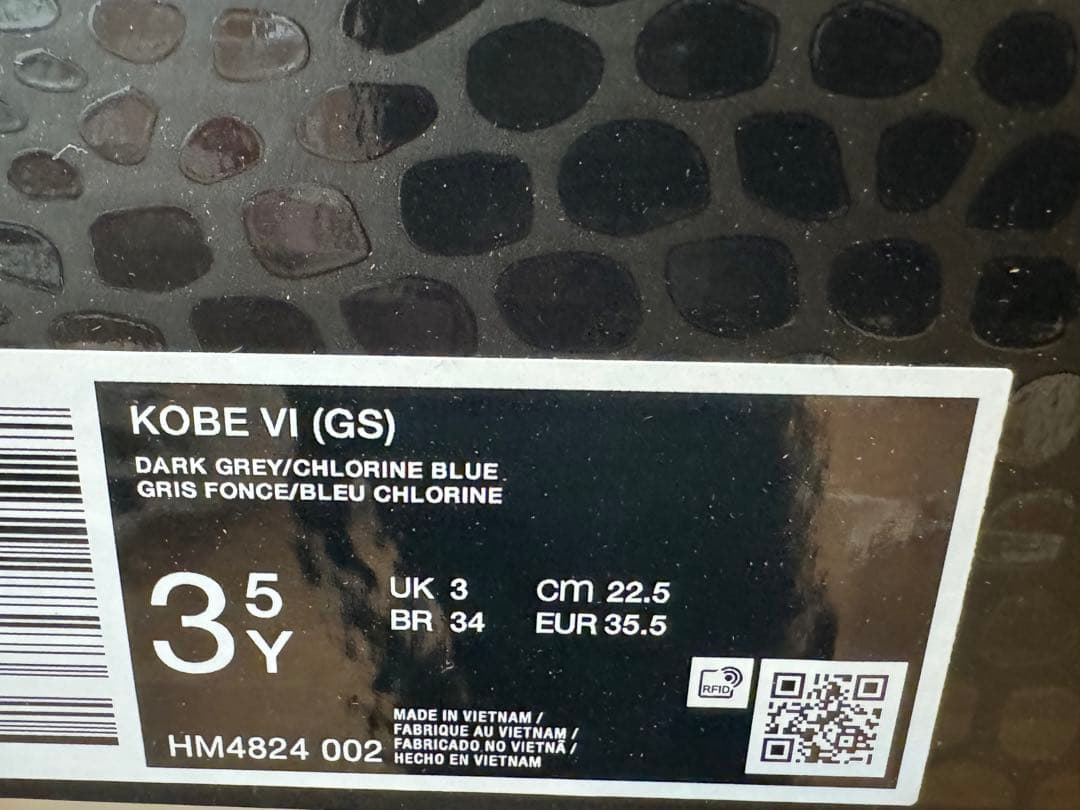 KOBE VI (GS)
DARK GREY/CHLORINE BLUE
GRIS FONCE/BLEU CHLORINE
3 5 Y
UK 3 cm 22.5
BR 34 EUR 35.5
RFID
MADE IN VIETNAM /
FABRIQUE AU VIETNAM /
FABRICADO NO VIETNÃ /
HECHO EN VIETNAM
HM4824 002